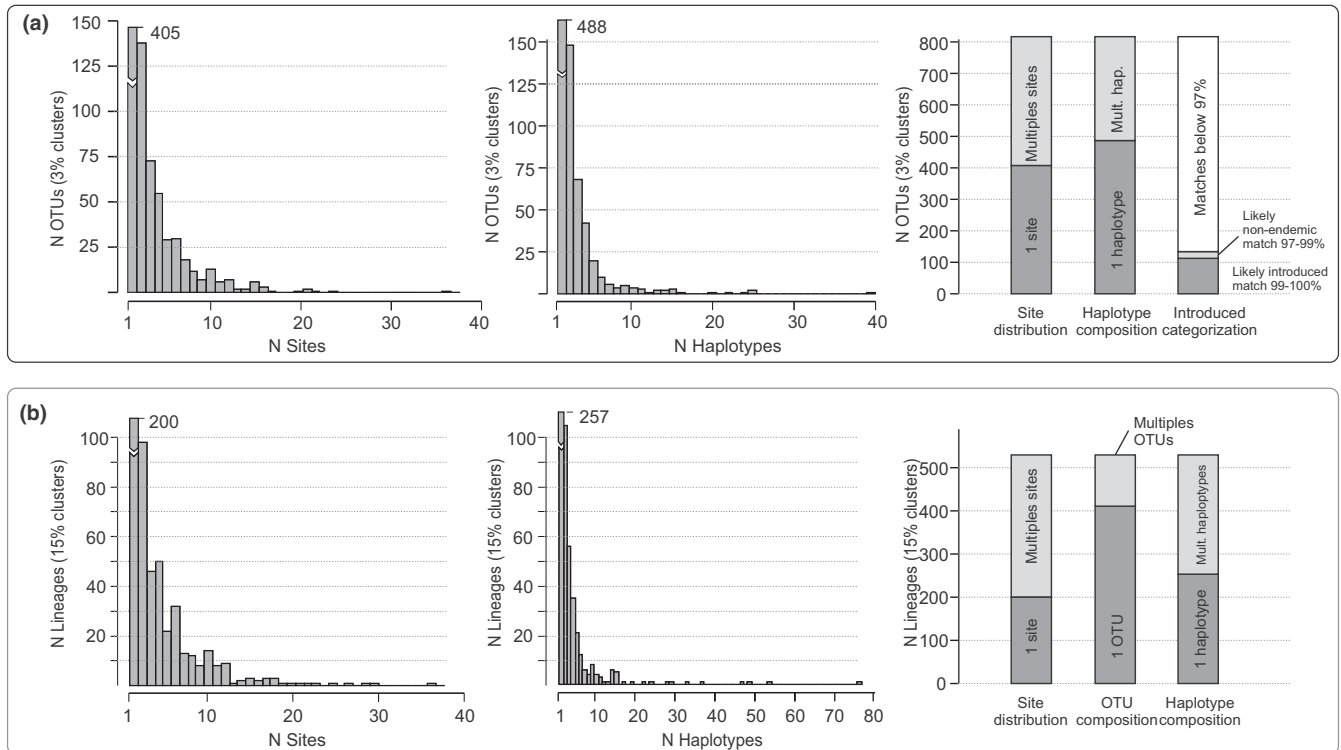 (a)
150
125
100
75
50
25
405
N OTUs (3% clusters)
1
10
20
30
40
N Sites
150
125
100
75
50
25
488
N OTUs (3% clusters)
1
10
20
30
40
N Haplotypes
800
700
600
500
400
300
200
100
0
N OTUs (3% clusters)
Multiples sites
1 site
Mult. hap.
1 haplotype
Matches below 97%
Likely
non-endemic
match 97-99%
Likely introduced
match 99-100%
Site
distribution
Haplotype
composition
Introduced
categorization
(b)
100
80
60
40
20
200
N Lineages (15% clusters)
1
10
20
30
40
N Sites
100
80
60
40
20
257
N Lineages (15% clusters)
1
10
20
30
40
50
60
70
80
N Haplotypes
500
400
300
200
100
0
N Lineages (15% clusters)
Multiples sites
1 site
Multiples
OTUs
1 OTU
Mult. haploptypes
1 haplotype
Site
distribution
OTU
composition
Haplotype
composition